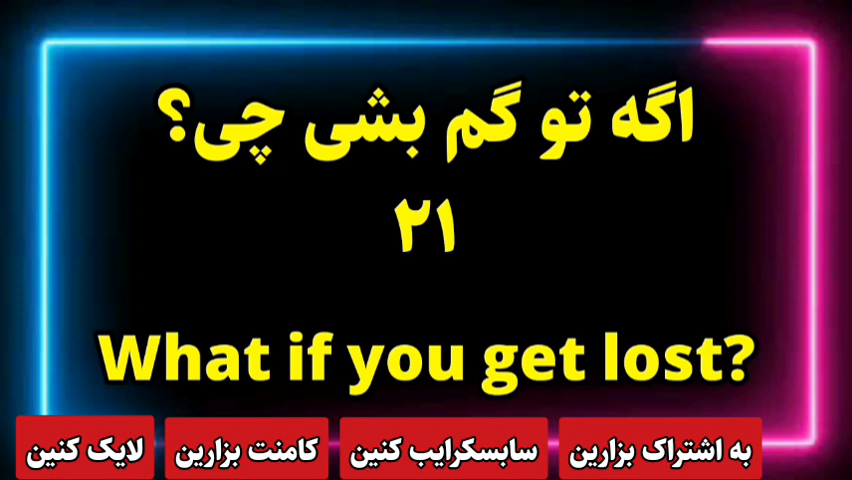 اگه تو گم بشی چی؟
۲۱
What if you get lost?
به اشتراک بزارین
سابسکرایب کنین
کامنت بزارین
لایک کنین